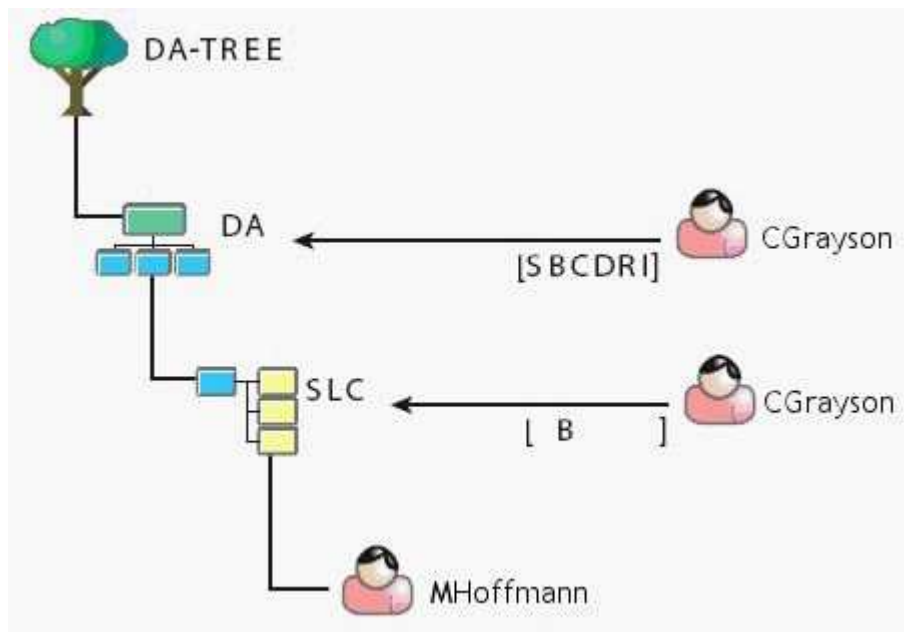 DA-TREE
DA
CGrayson
[SBCDRI]
SLC
CGrayson
[ B ]
MHoffmann